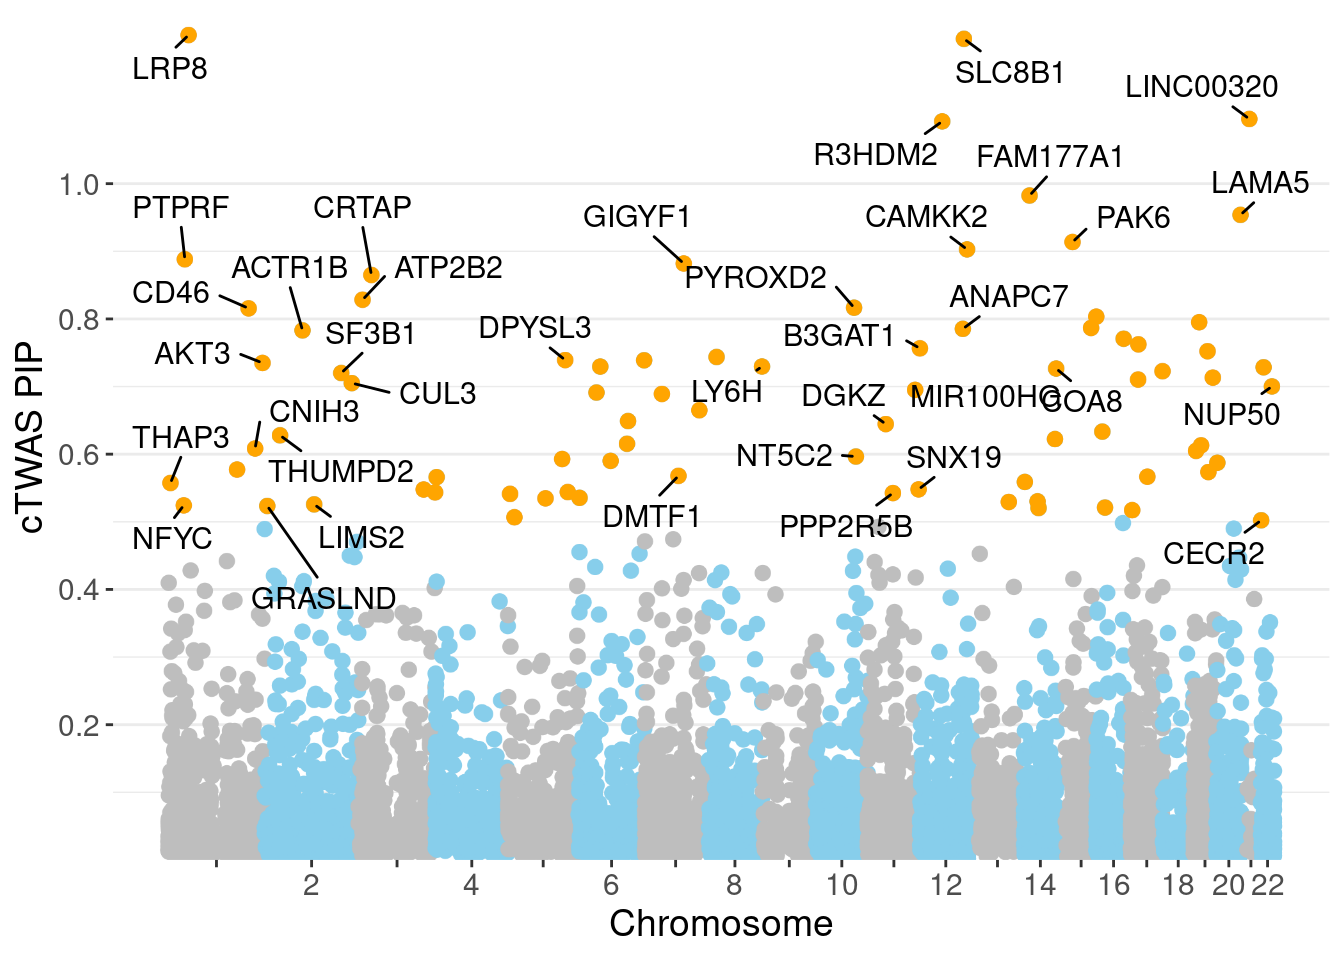 LRP8
SLC8B1
LINC00320
R3HDM2
FAM177A1
LAMA5
1.0
PTPRF
CRTAP
GIGYF1
CAMKK2
PAK6
ACTR1B
ATP2B2
PYROXD2
CD46
ANAPC7
0.8
SF3B1
DPYSL3
B3GAT1
AKT3
CUL3
LY6H
DGKZ
MIR100HG
COA8
NUP50
CNIH3
THAP3
0.6
THUMPD2
NT5C2
SNX19
NFYC
LIMS2
DMTF1
PPP2R5B
CECR2
0.4
GRASLND
0.2
cTWAS PIP
2 4 6 8 10 12 14 16 18 20 22
Chromosome